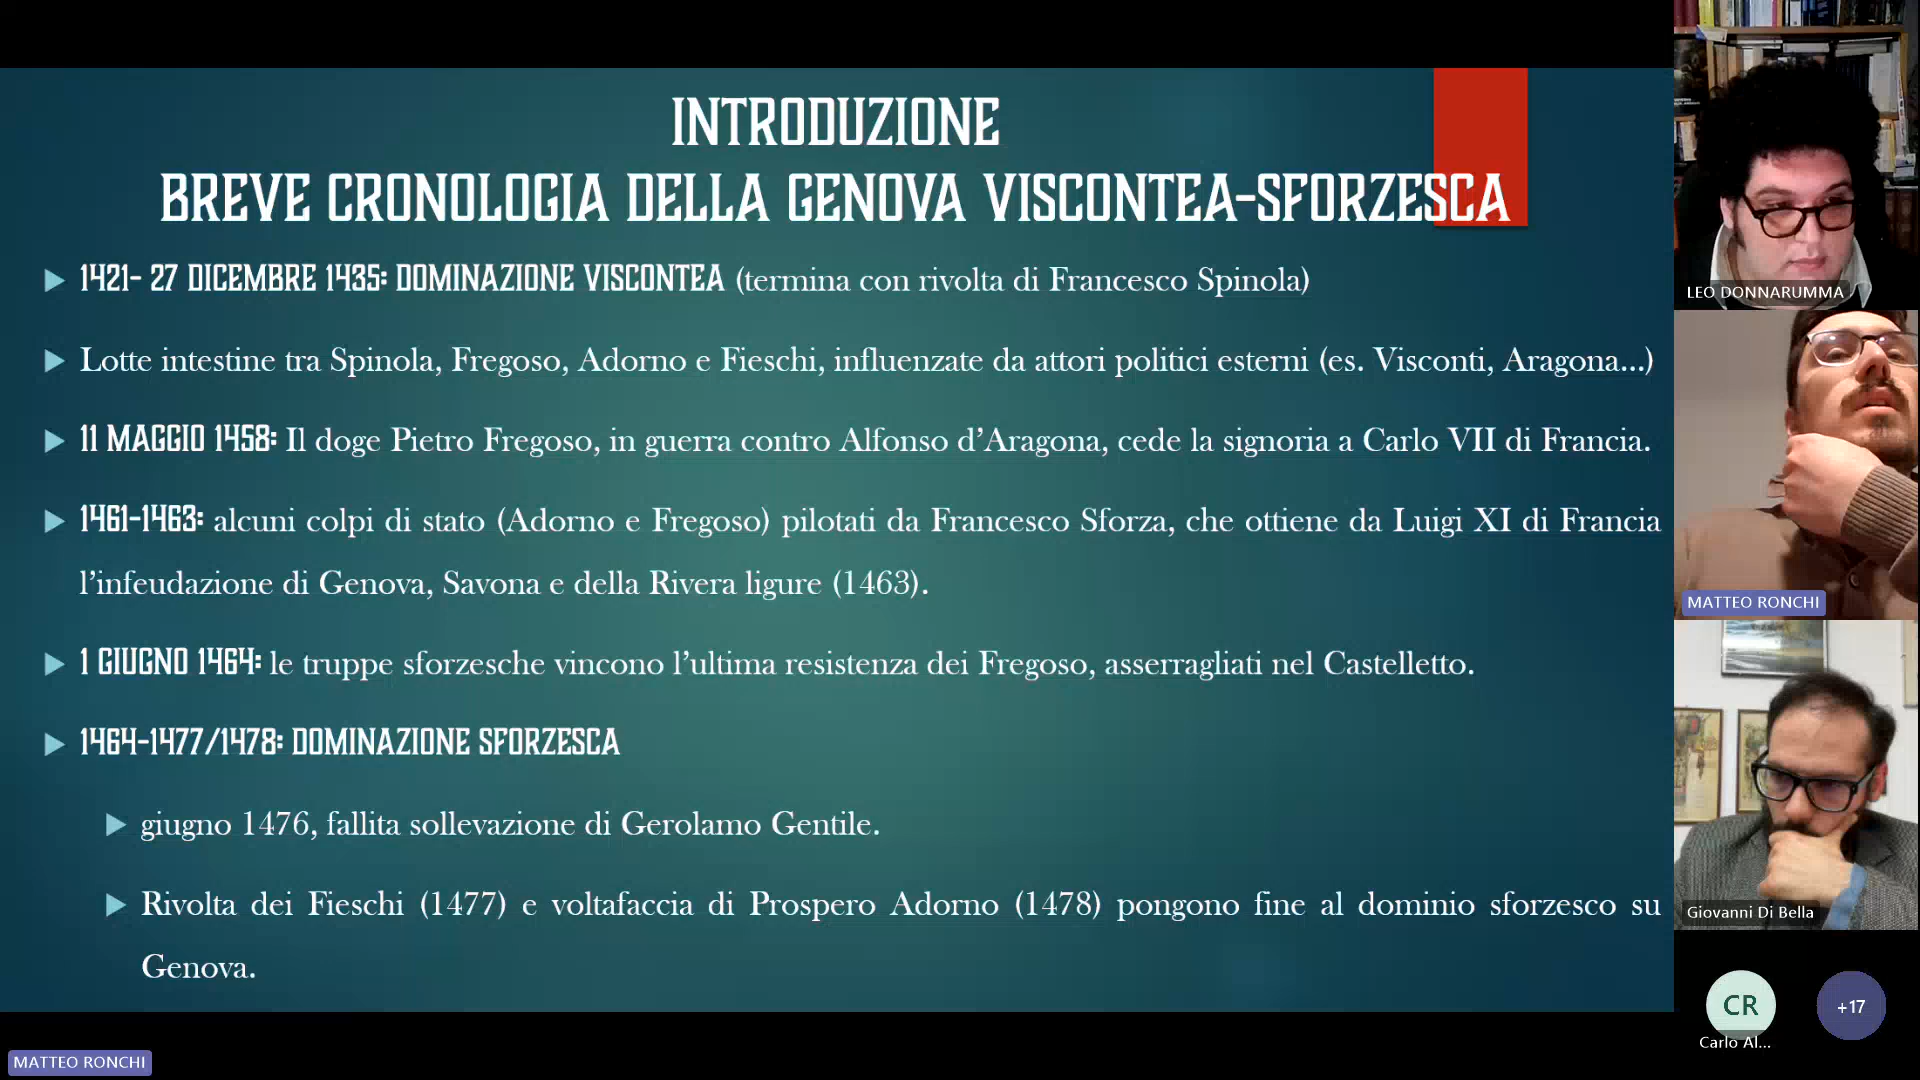 INTRODUZIONE
BREVE CRONOLOGIA DELLA GENOVA VISCONTEA-SFORZESCA
1421- 27 DICEMBRE 1435: DOMINAZIONE VISCONTEA (termina con rivolta di Francesco Spinola)
Lotte intestine tra Spinola, Fregoso, Adorno e Fieschi, influenzate da attori politici esterni (es. Visconti, Aragona...)
11 MAGGIO 1458: Il doge Pietro Fregoso, in guerra contro Alfonso d'Aragona, cede la signoria a Carlo VII di Francia.
1461-1463: alcuni colpi di stato (Adorno e Fregoso) pilotati da Francesco Sforza, che ottiene da Luigi XI di Francia
l'infeudazione di Genova, Savona e della Rivera ligure (1463).
1 GIUGNO 1464: le truppe sforzesche vincono l'ultima resistenza dei Fregoso, asserragliati nel Castelletto.
1464-1477/1478: DOMINAZIONE SFORZESCA
giugno 1476, fallita sollevazione di Gerolamo Gentile.
Rivolta dei Fieschi (1477) e voltafaccia di Prospero Adorno (1478) pongono fine al dominio sforzesco su
Genova.
LEO DONNARUMMA
MATTEO RONCHI
Giovanni Di Bella
CR
Carlo Al...
+17
MATTEO RONCHI